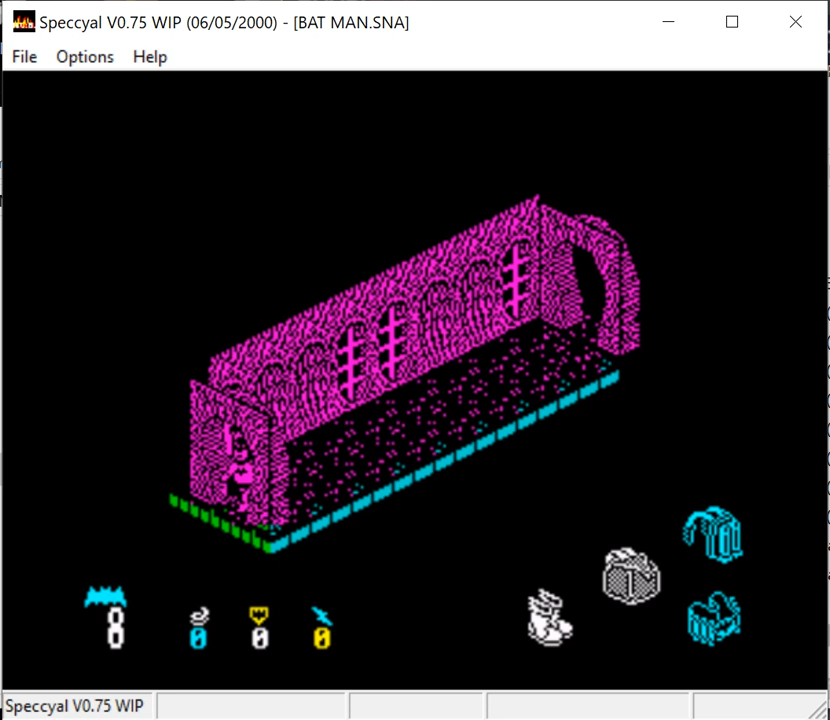 Speccyal V0.75 WIP (06/05/2000) - [BAT MAN.SNA]
File Options Help
8
0 0 0
Speccyal V0.75 WIP